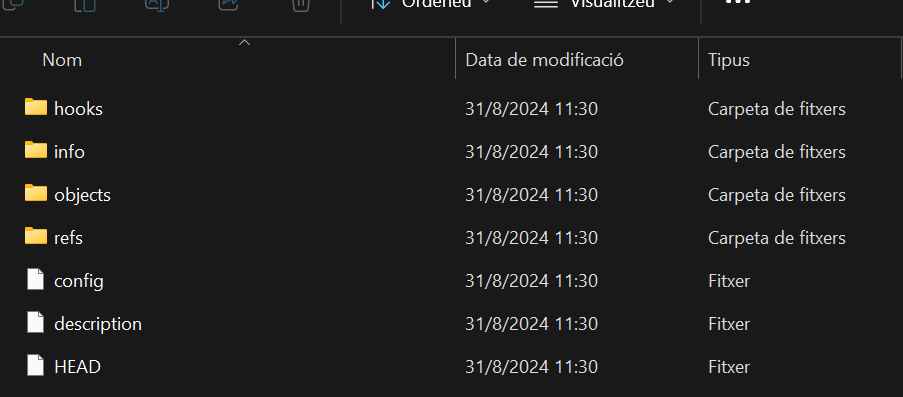 Ordeneu Visualitzeu
Nom Data de modificació Tipus
hooks 31/8/2024 11:30 Carpeta de fitxers
info 31/8/2024 11:30 Carpeta de fitxers
objects 31/8/2024 11:30 Carpeta de fitxers
refs 31/8/2024 11:30 Carpeta de fitxers
config 31/8/2024 11:30 Fitxer
description 31/8/2024 11:30 Fitxer
HEAD 31/8/2024 11:30 Fitxer